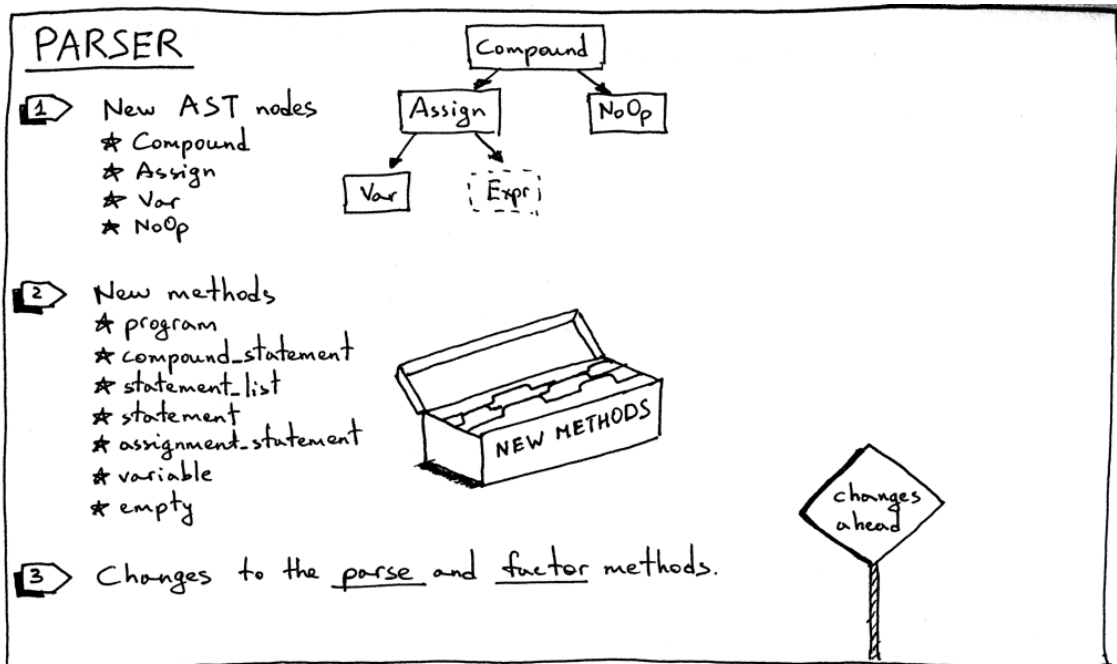 PARSER
1 New AST nodes
* Compound
* Assign
* Var
* NoOp
Compound
Assign
NoOp
Var
Expr
2 New methods
* program
* compound_statement
* statement_list
* statement
* assignment_statement
* variable
* empty
NEW METHODS
changes
ahead
3 Changes to the parse and factor methods.